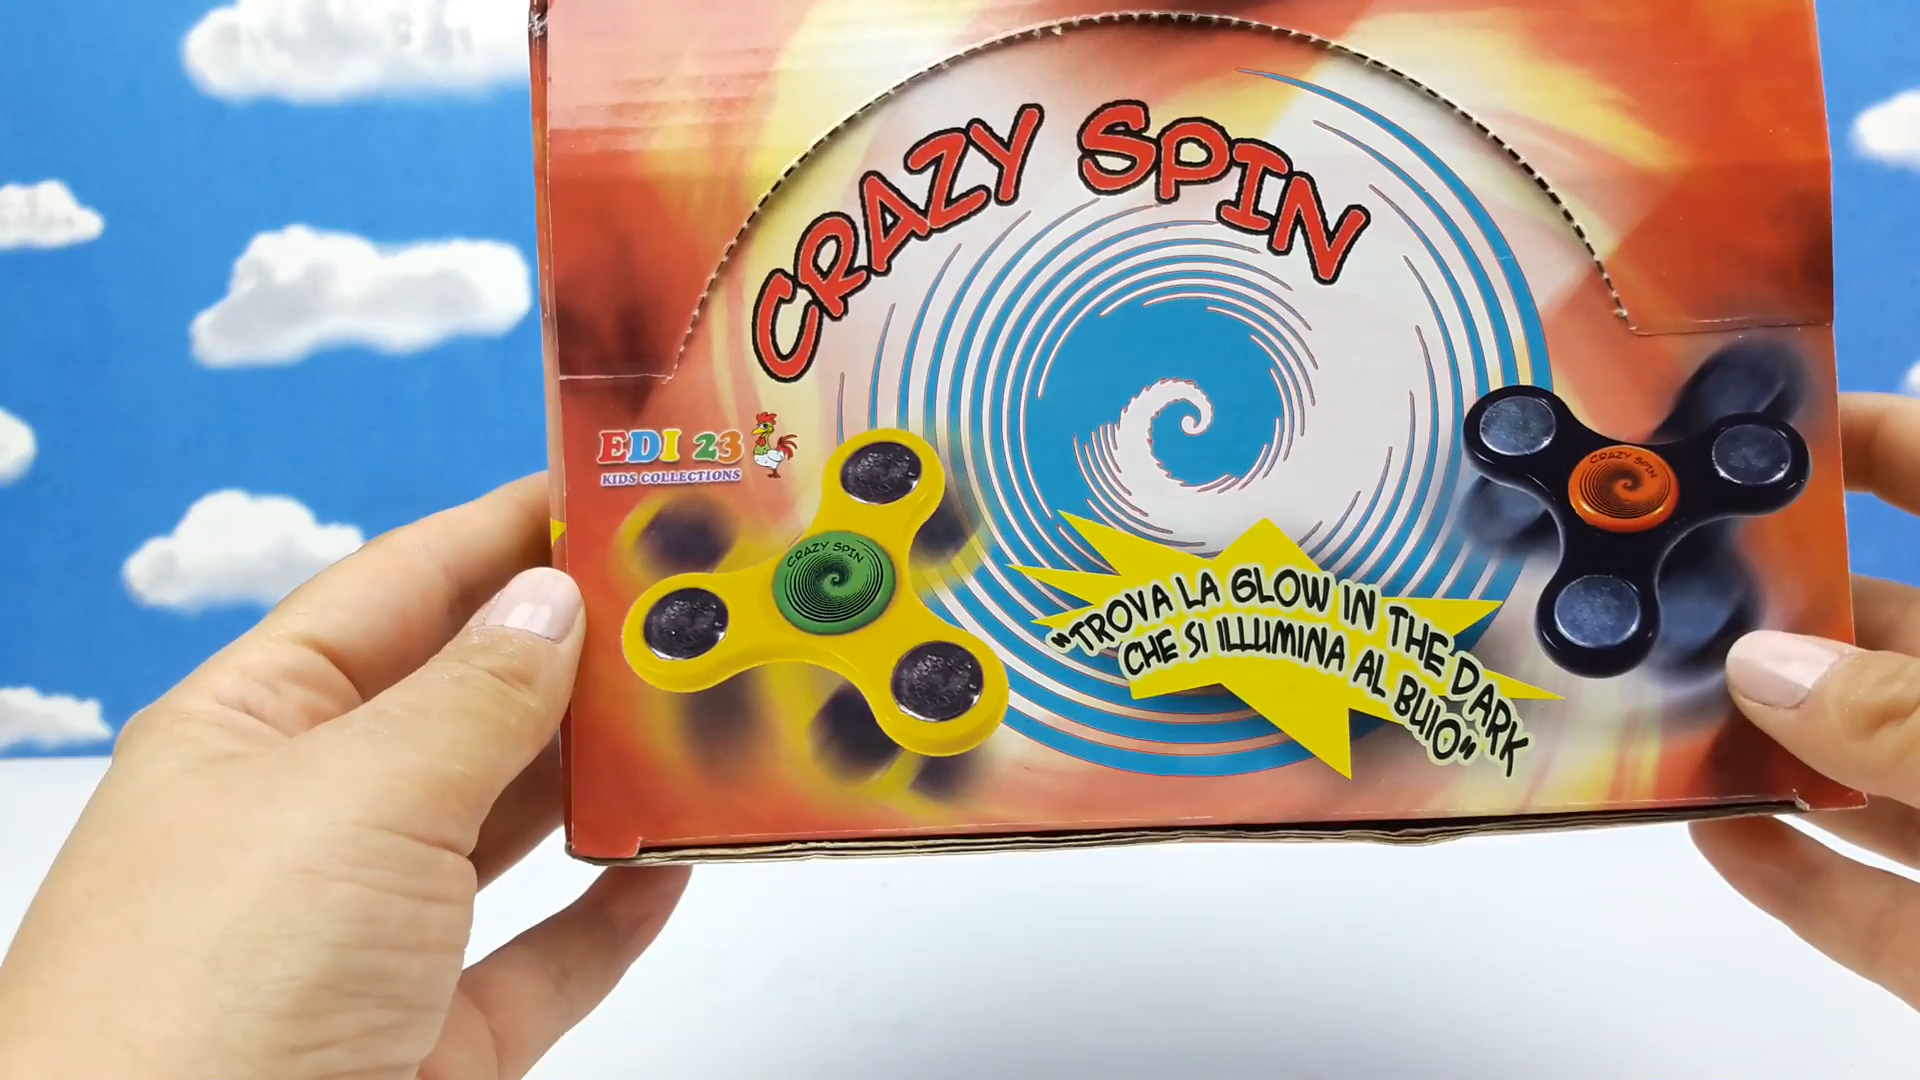 CRAZY SPIN
EDI 23
KIDS COLLECTIONS
CRAZY SPIN
CRAZY SPIN
"TROVA LA GLOW IN THE DARK
CHE SI ILLUMINA AL BUIO"